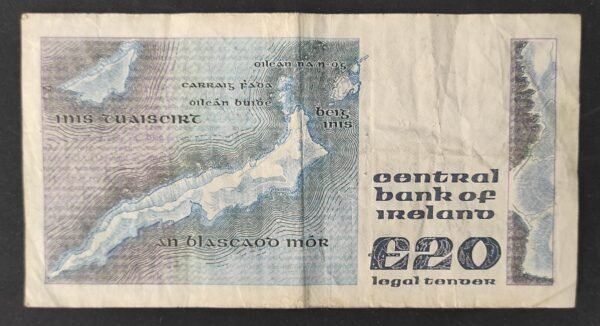 oileán na n-óg
carraig fada
oileán buidé
beig
inis
inis tuaisceirt
an blascaod mór
central
bank of
ireland
£20
legal tender